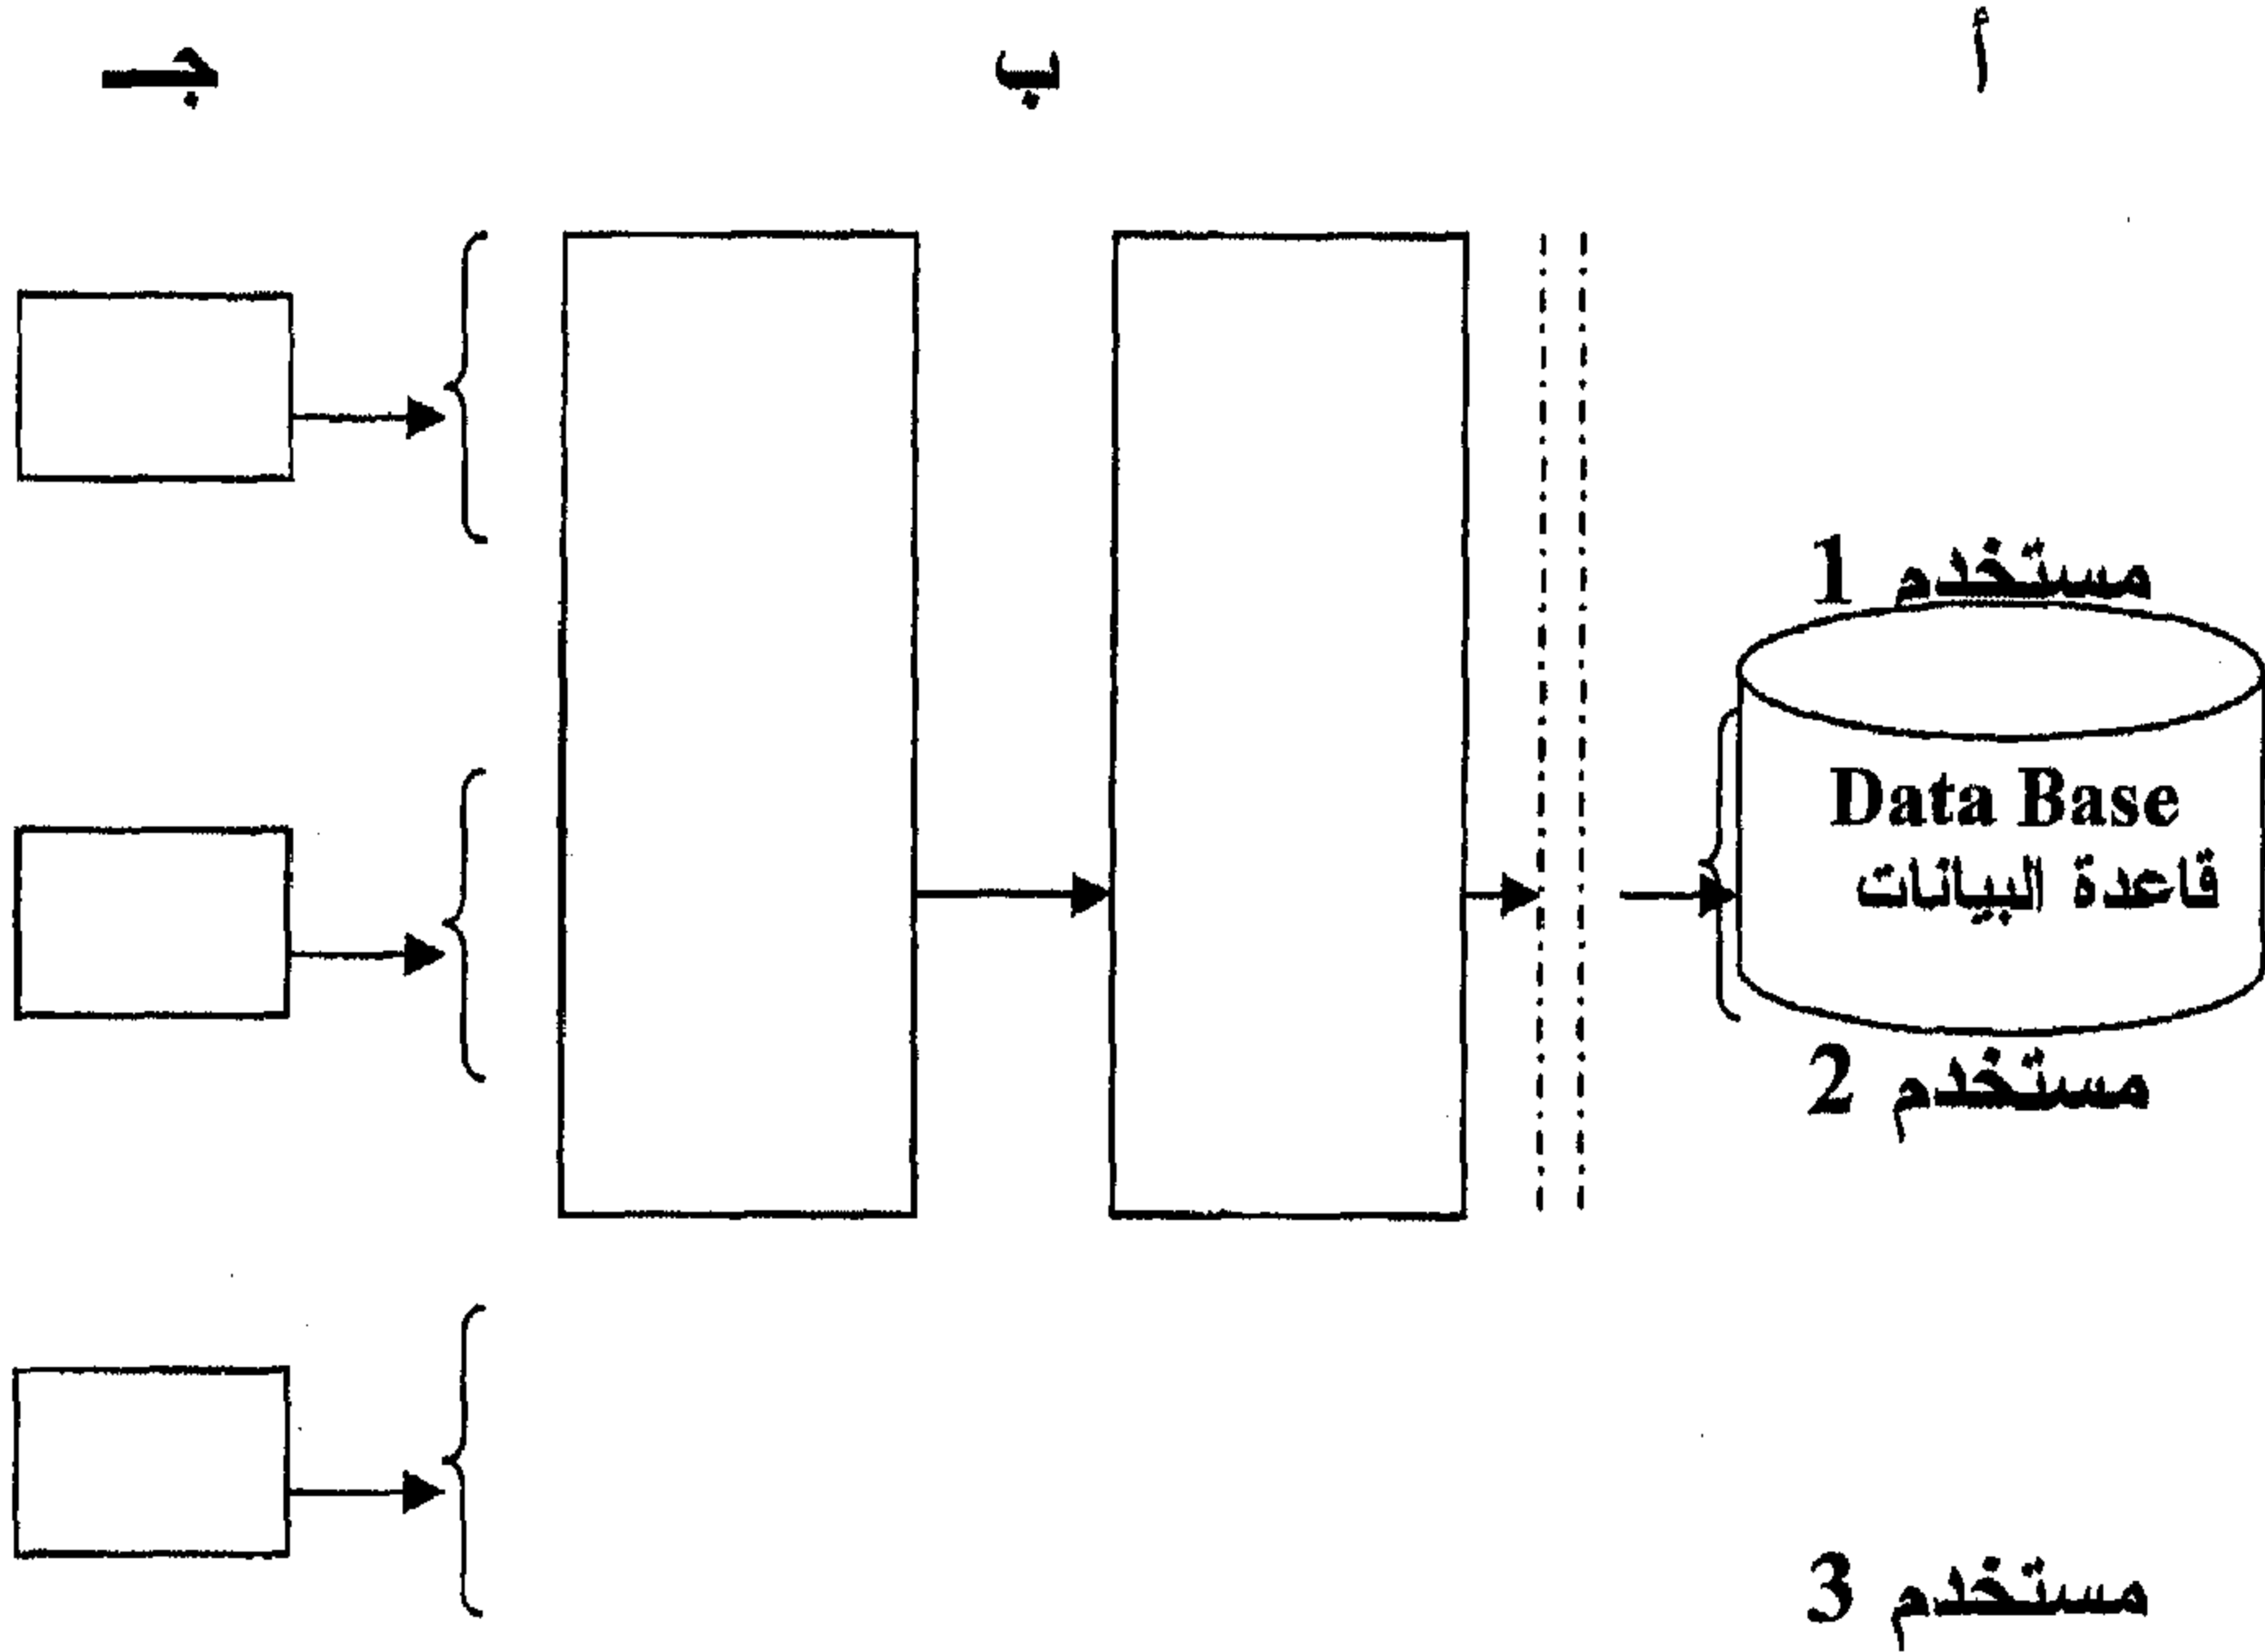 أ
ب
جـ
مستخدم 1
Data Base
قاعدة البيانات
مستخدم 2
مستخدم 3